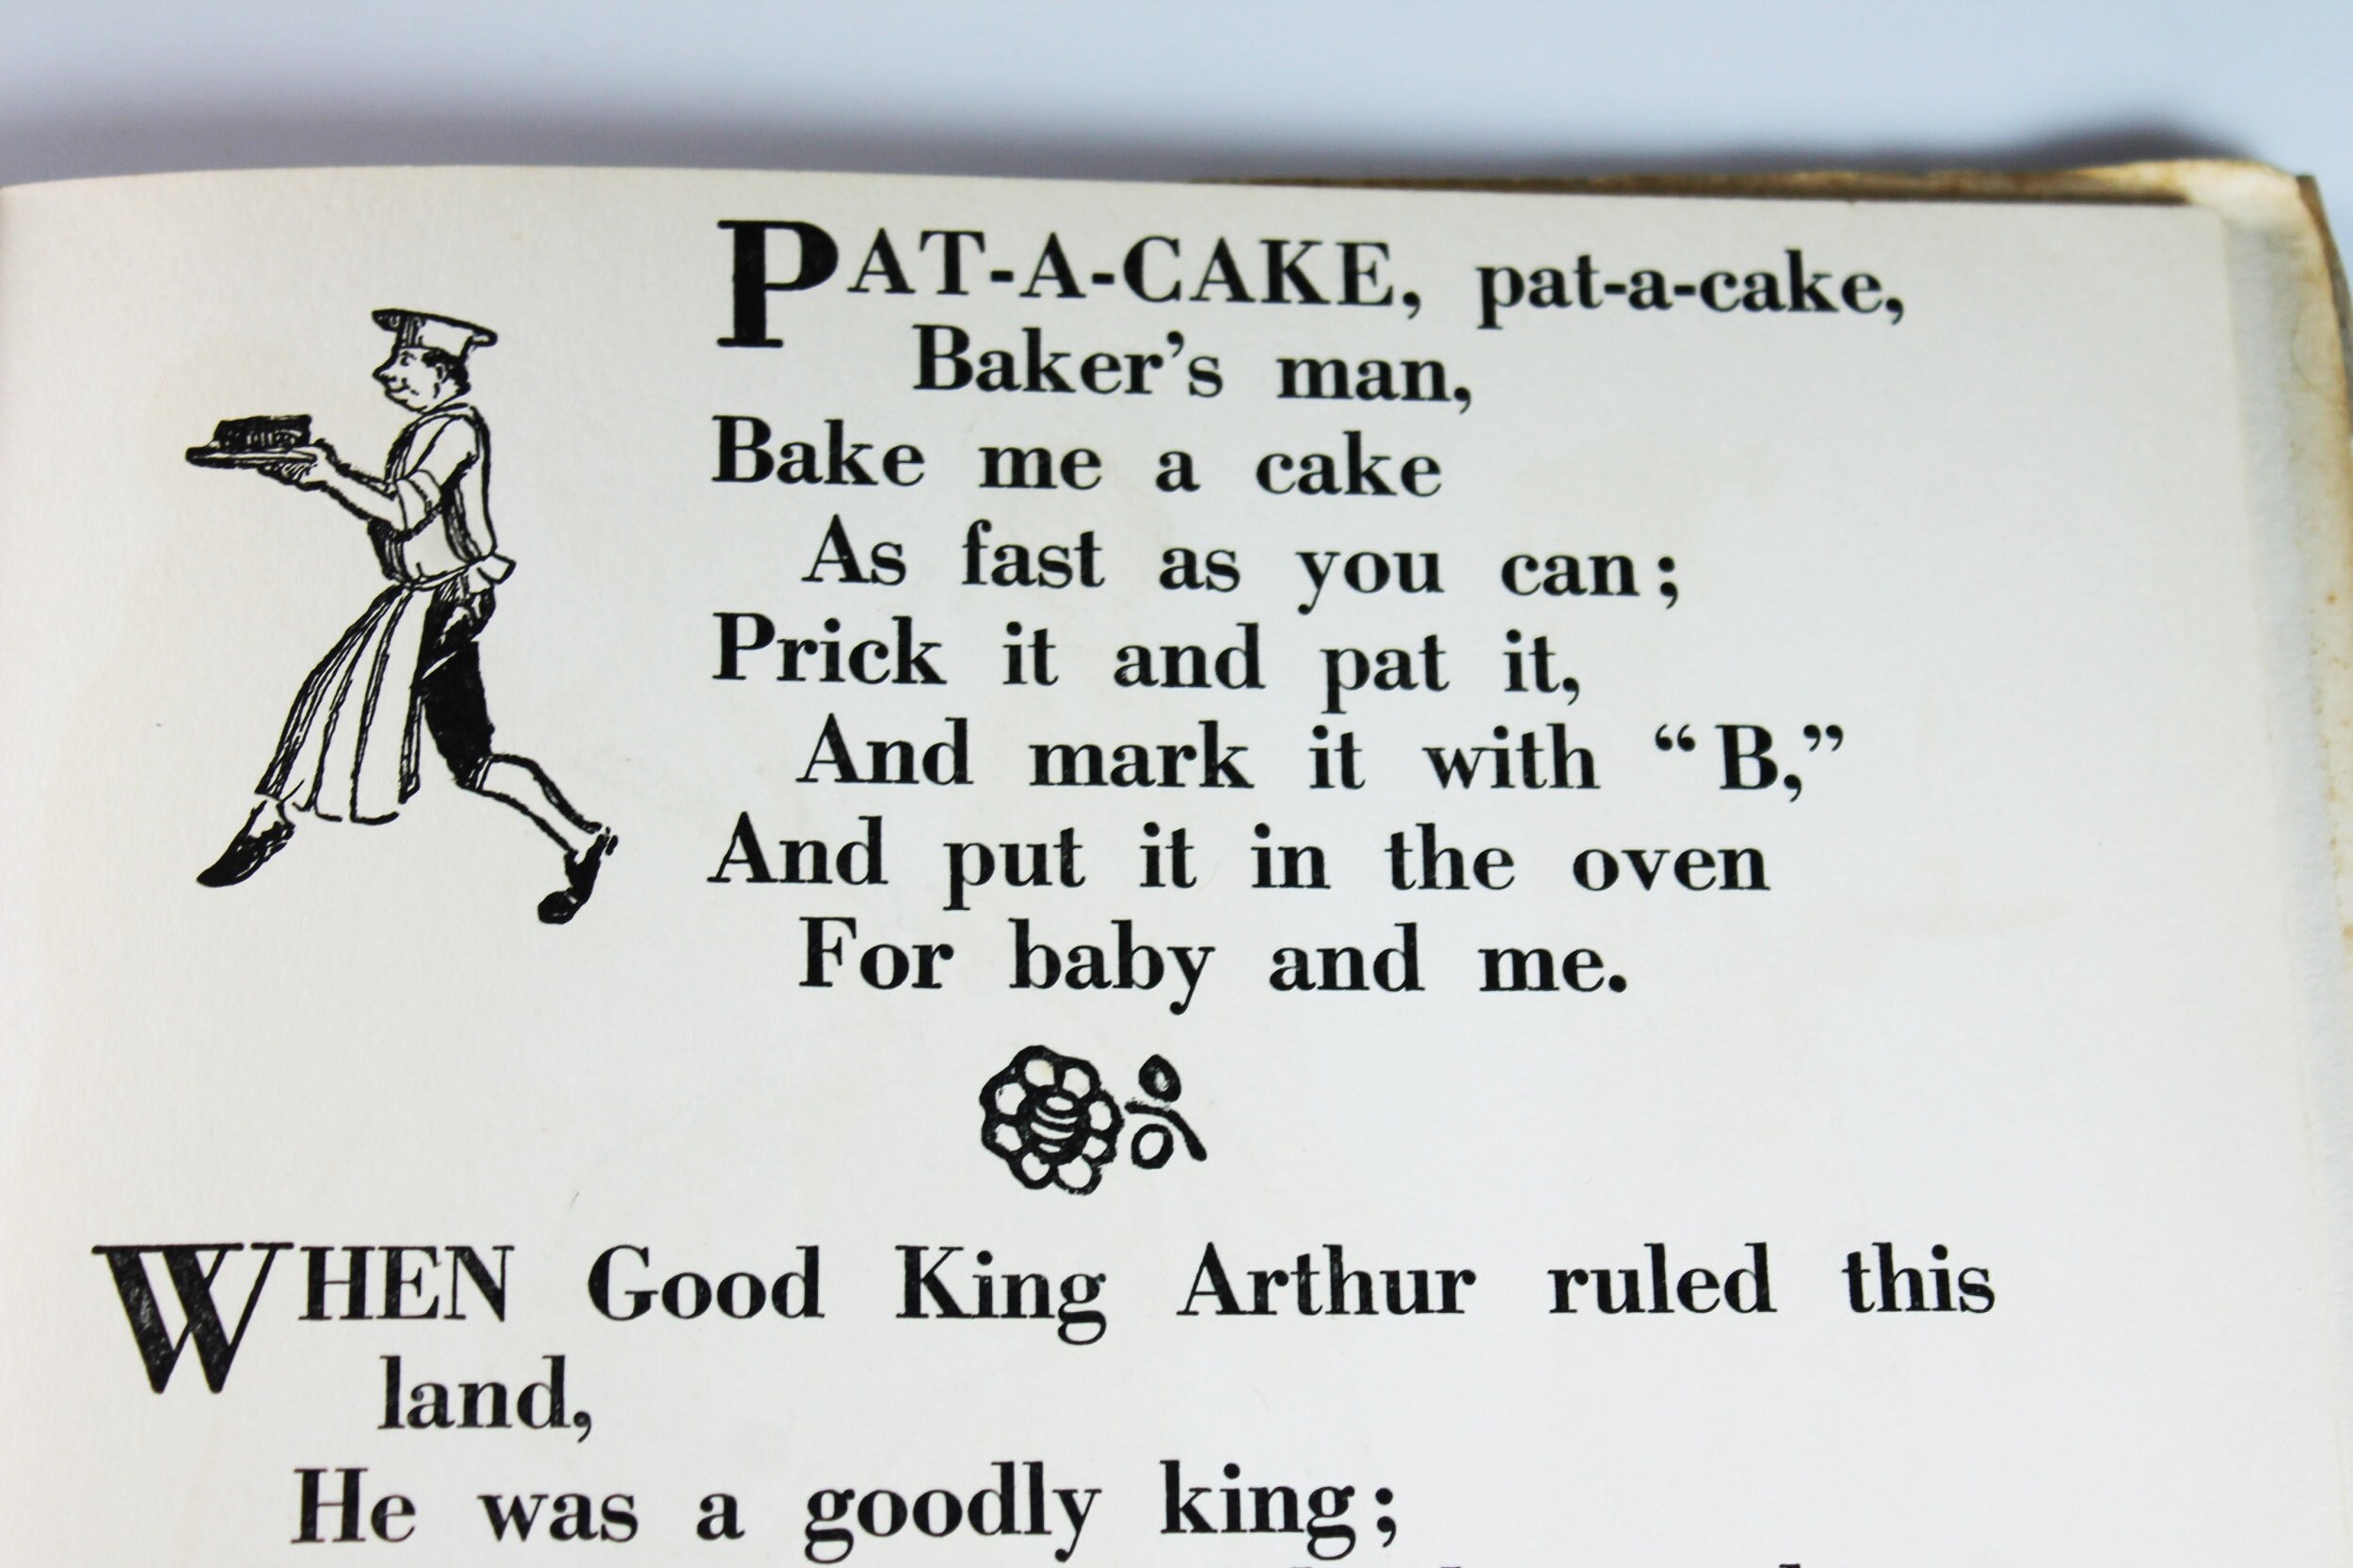 PAT-A-CAKE, pat-a-cake,
Baker’s man,
Bake me a cake
As fast as you can;
Prick it and pat it,
And mark it with “B,”
And put it in the oven
For baby and me.
WHEN Good King Arthur ruled this
land,
He was a goodly king;